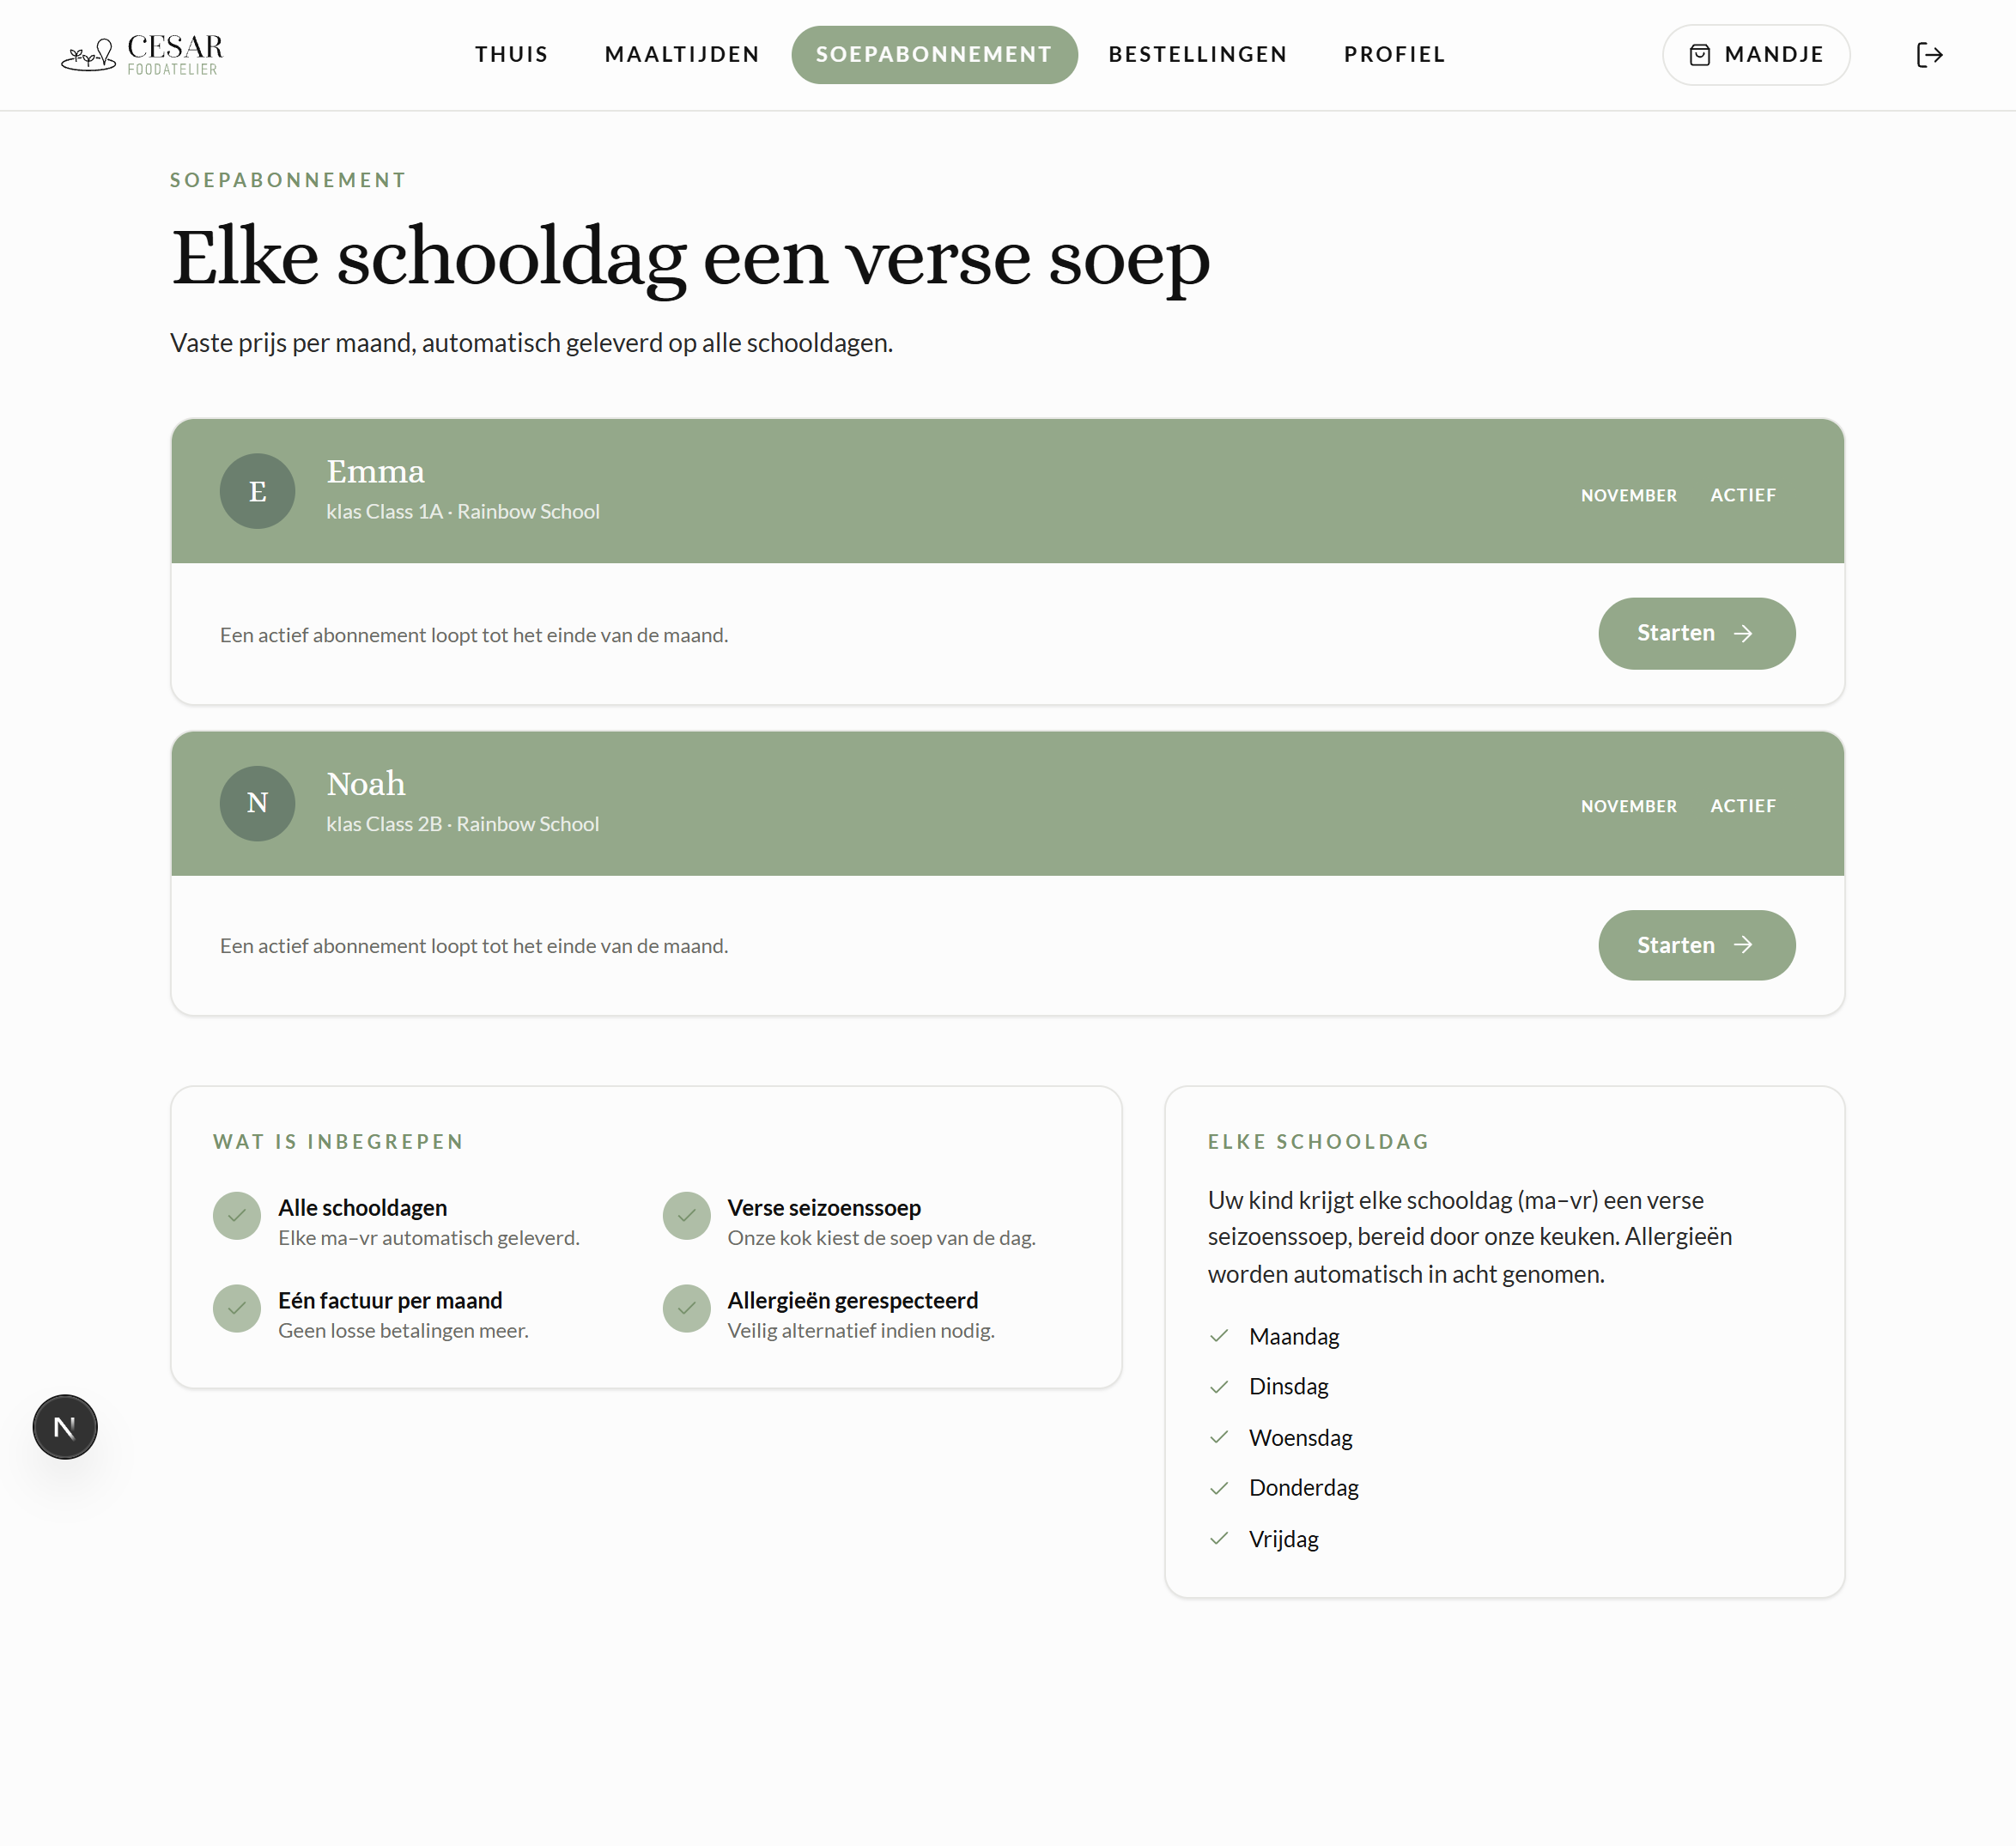 CESAR
FOODATELIER
THUIS
MAALTIJDEN
SOEPABONNEMENT
BESTELLINGEN
PROFIEL
MANDJE
SOEPABONNEMENT
Elke schooldag een verse soep
Vaste prijs per maand, automatisch geleverd op alle schooldagen.
E
Emma
klas Class 1A · Rainbow School
NOVEMBER
ACTIEF
Een actief abonnement loopt tot het einde van de maand.
Starten
N
Noah
klas Class 2B · Rainbow School
NOVEMBER
ACTIEF
Een actief abonnement loopt tot het einde van de maand.
Starten
WAT IS INBEGREPEN
Alle schooldagen
Elke ma–vr automatisch geleverd.
Verse seizoenssoep
Onze kok kiest de soep van de dag.
Eén factuur per maand
Geen losse betalingen meer.
Allergieën gerespecteerd
Veilig alternatief indien nodig.
ELKE SCHOOLDAG
Uw kind krijgt elke schooldag (ma–vr) een verse
seizoenssoep, bereid door onze keuken. Allergieën
worden automatisch in acht genomen.
Maandag
Dinsdag
Woensdag
Donderdag
Vrijdag
N